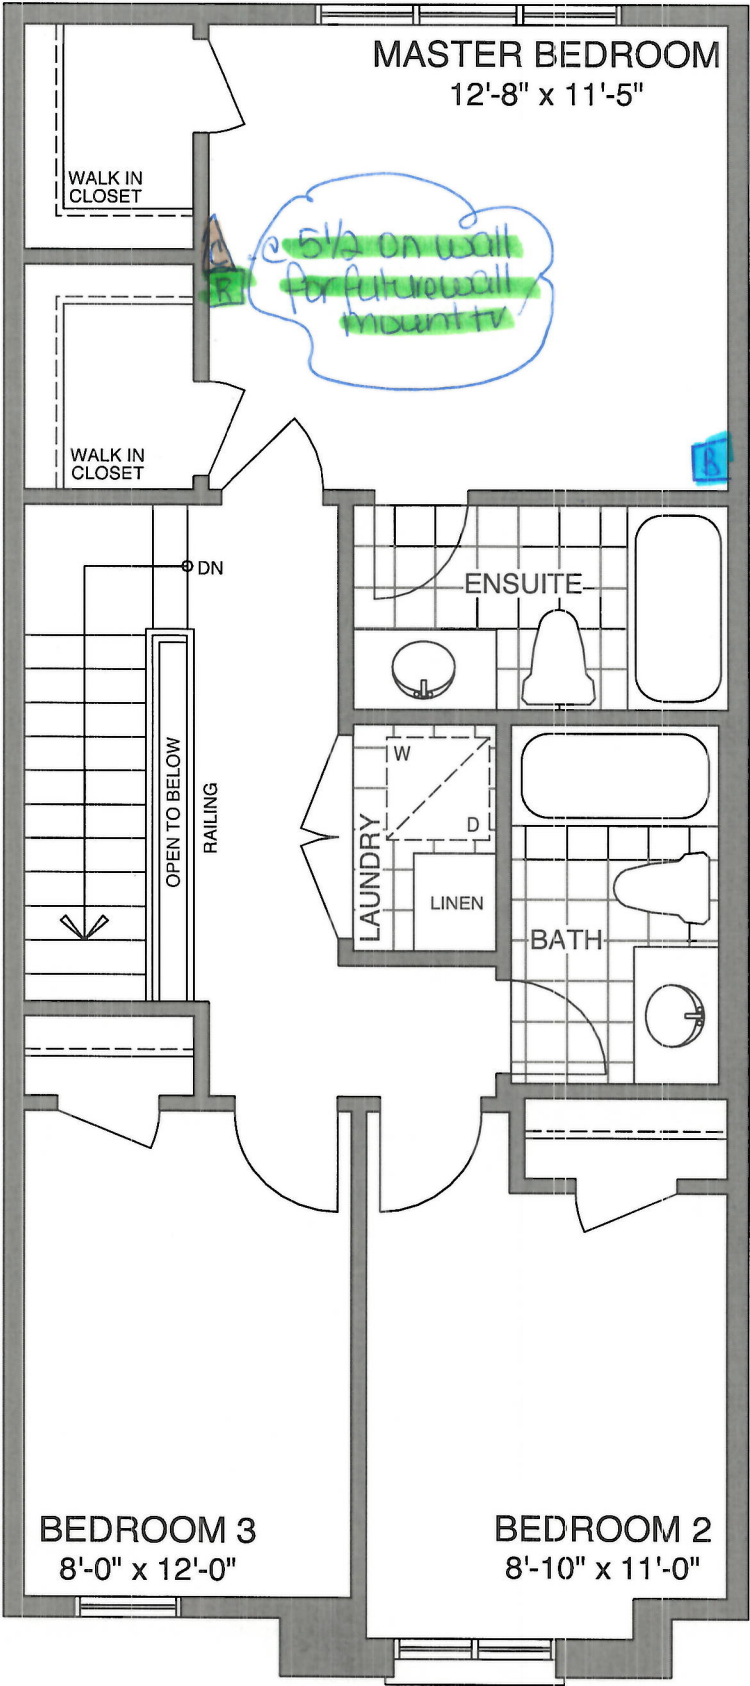 MASTER BEDROOM
12'-8" x 11'-5"
WALK IN
CLOSET
C
R
@ 5 1/2 on wall
for future wall
mount tv
WALK IN
CLOSET
B
DN
ENSUITE
OPEN TO BELOW
RAILING
W
D
LAUNDRY
LINEN
BATH
BEDROOM 3
8'-0" x 12'-0"
BEDROOM 2
8'-10" x 11'-0"